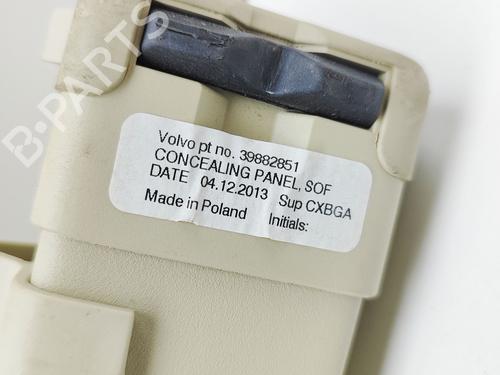 B-PARTS
Volvo pt no. 39882851
CONCEALING PANEL, SOF
DATE 04.12.2013 Sup CXBGA
Made in Poland Initials: